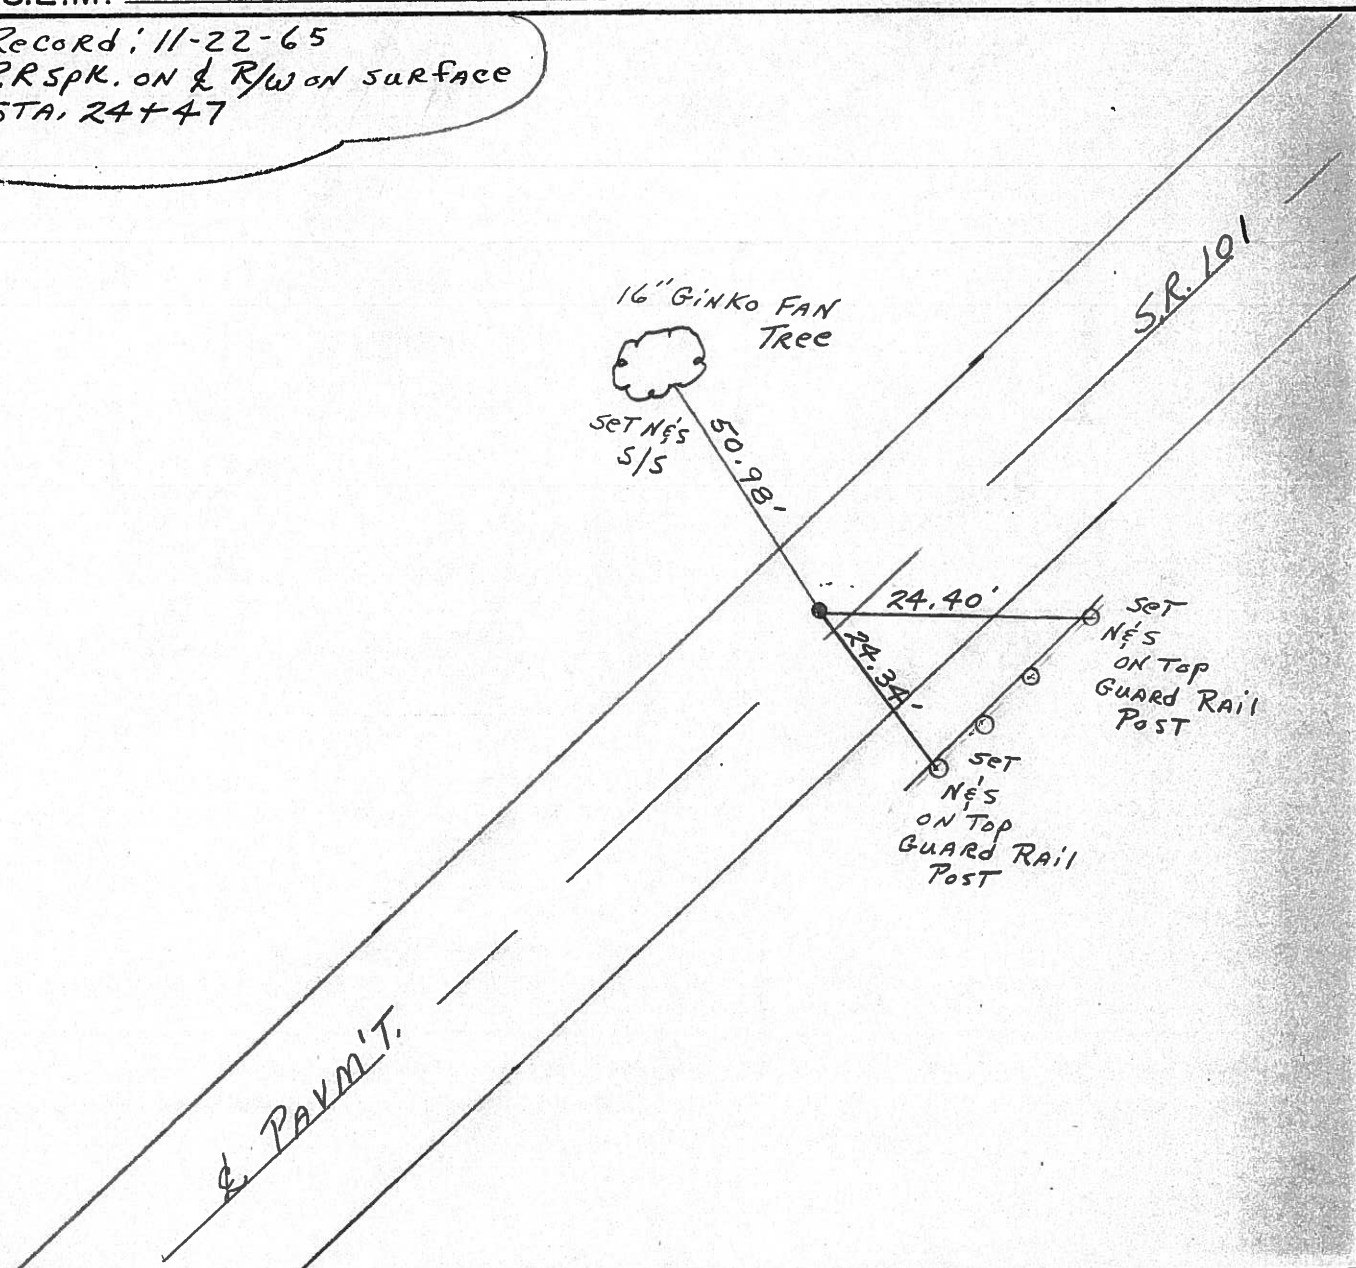 Record: 11-22-65
RR SPK. ON ℄ R/W ON SURFACE
STA. 24+47
16" GiNKo FAN
TRee
SeT N&'s
S/S
50.98'
S.R. 101
24.40'
24.34'
SeT
N&'s
ON Top
GUARd RAil
PosT
SeT
N&'s
ON Top
GUARd RAil
PosT
℄ PAVM'T.